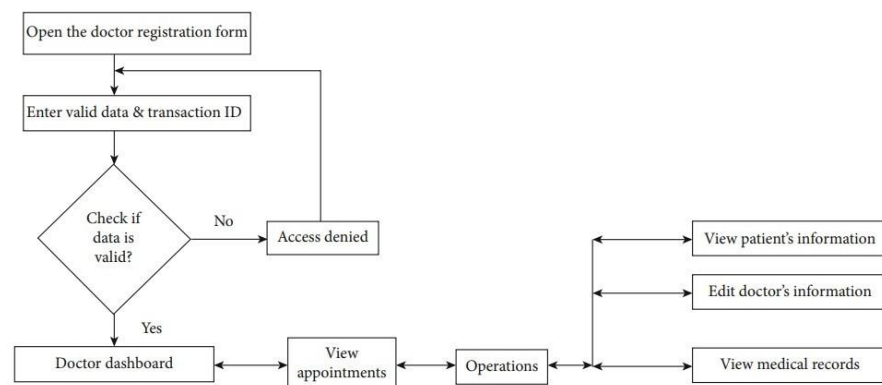 Open the doctor registration form
Enter valid data & transaction ID
Check if
data is
valid?
No
Access denied
Yes
Doctor dashboard
View
appointments
Operations
View patient's information
Edit doctor's information
View medical records